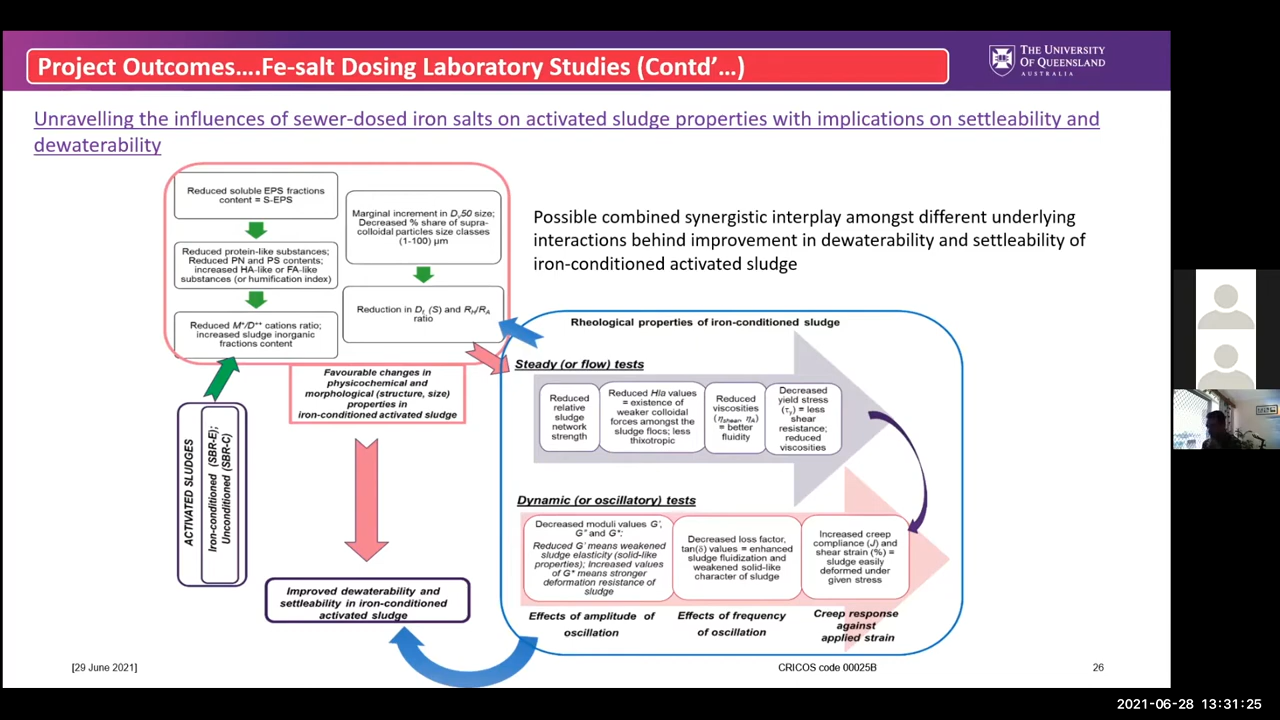 Project Outcomes….Fe-salt Dosing Laboratory Studies (Contd'…)
THE UNIVERSITY
OF QUEENSLAND
AUSTRALIA
Unravelling the influences of sewer-dosed iron salts on activated sludge properties with implications on settleability and
dewaterability
Reduced soluble EPS fractions
content = S-EPS
Reduced protein-like substances;
Reduced PN and PS contents;
increased HA-like or FA-like
substances (or humification index)
Reduced M⁺/D⁺⁺ cations ratio;
increased sludge inorganic
fractions content
Marginal increment in Dv50 size;
Decreased % share of supra-
colloidal particles size classes
(1-100) µm
Reduction in Df, (S) and RH/RA
ratio
Possible combined synergistic interplay amongst different underlying
interactions behind improvement in dewaterability and settleability of
iron-conditioned activated sludge
Favourable changes in
physicochemical and
morphological (structure, size)
properties in
iron-conditioned activated sludge
ACTIVATED SLUDGES
Iron-conditioned (SBR-E);
Unconditioned (SBR-C)
Improved dewaterability and
settleability in iron-conditioned
activated sludge
Rheological properties of iron-conditioned sludge
Steady (or flow) tests
Reduced
relative
sludge
network
strength
Reduced Hla values
= existence of
weaker colloidal
forces amongst the
sludge flocs; less
thixotropic
Reduced
viscosities
(ηshear, ηA)
= better
fluidity
Decreased
yield stress
(τy) = less
shear
resistance;
reduced
viscosities
Dynamic (or oscillatory) tests
Decreased moduli values G',
G" and G*;
Reduced G' means weakened
sludge elasticity (solid-like
properties); Increased values
of G* means stronger
deformation resistance of
sludge
Decreased loss factor,
tan(δ) values = enhanced
sludge fluidization and
weakened solid-like
character of sludge
Increased creep
compliance (J) and
shear strain (%) =
sludge easily
deformed under
given stress
Effects of amplitude of
oscillation
Effects of frequency
of oscillation
Creep response
against
applied strain
[29 June 2021]
CRICOS code 00025B
26
2021-06-28 13:31:25